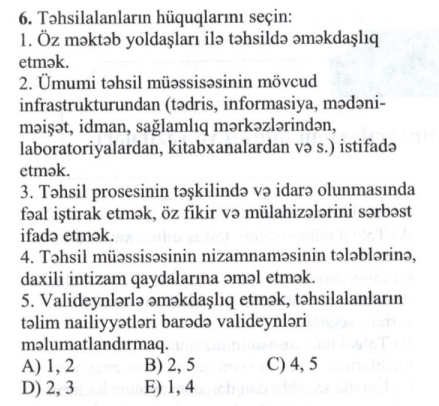 6. Təhsilalanların hüquqlarını seçin:
1. Öz məktəb yoldaşları ilə təhsildə əməkdaşlıq
etmək.
2. Ümumi təhsil müəssisəsinin mövcud
infrastrukturundan (tədris, informasiya, mədəni-
məişət, idman, sağlamlıq mərkəzlərindən,
laboratoriyalardan, kitabxanalardan və s.) istifadə
etmək.
3. Təhsil prosesinin təşkilində və idarə olunmasında
fəal iştirak etmək, öz fikir və mülahizələrini sərbəst
ifadə etmək.
4. Təhsil müəssisəsinin nizamnaməsinin tələblərinə,
daxili intizam qaydalarına əməl etmək.
5. Valideynlərlə əməkdaşlıq etmək, təhsilalanların
təlim nailiyyətləri barədə valideynləri
məlumatlandırmaq.
A) 1, 2 B) 2, 5 C) 4, 5
D) 2, 3 E) 1, 4